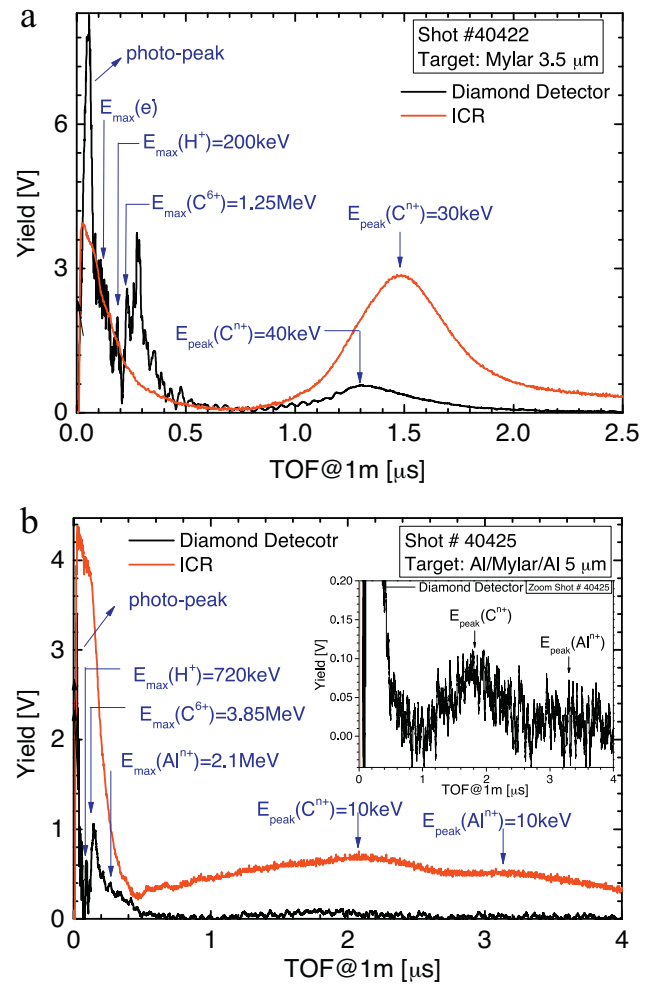 a
Shot #40422
Target: Mylar 3.5 μm
photo-peak
Diamond Detector
ICR
E_max(e)
E_max(H⁺)=200keV
E_max(C⁶⁺)=1.25MeV
E_peak(Cⁿ⁺)=30keV
E_peak(Cⁿ⁺)=40keV
Yield [V]
6
3
0
0.0 0.5 1.0 1.5 2.0 2.5
TOF@1m [μs]
b
Diamond Detecotr
ICR
Shot # 40425
Target: Al/Mylar/Al 5 μm
photo-peak
E_max(H⁺)=720keV
E_max(C⁶⁺)=3.85MeV
E_max(Alⁿ⁺)=2.1MeV
E_peak(Cⁿ⁺)=10keV
E_peak(Alⁿ⁺)=10keV
Yield [V]
4
3
2
1
0
0 1 2 3 4
TOF@1m [μs]
Diamond Detector
Zoom Shot # 40425
E_peak(Cⁿ⁺)
E_peak(Alⁿ⁺)
Yield [V]
0,20
0,15
0,10
0,05
0,00
0 1 2 3 4
TOF@1m [μs]